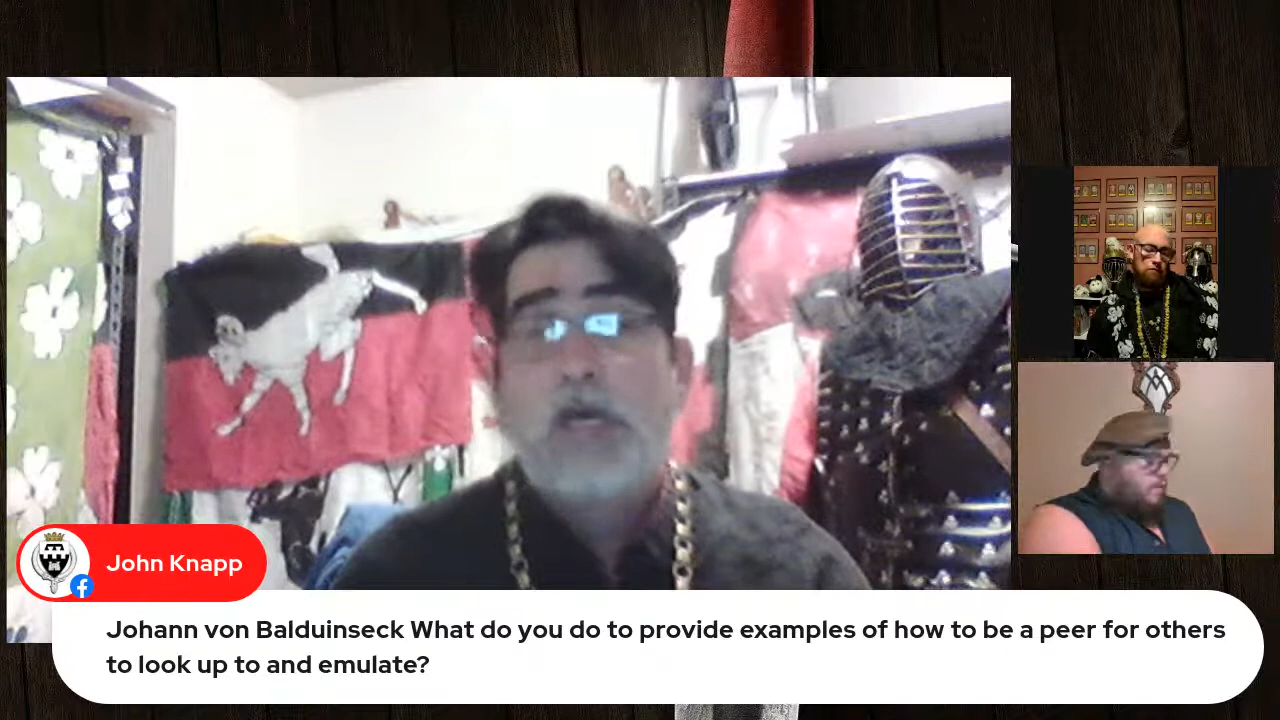 John Knapp
Johann von Balduinseck What do you do to provide examples of how to be a peer for others
to look up to and emulate?